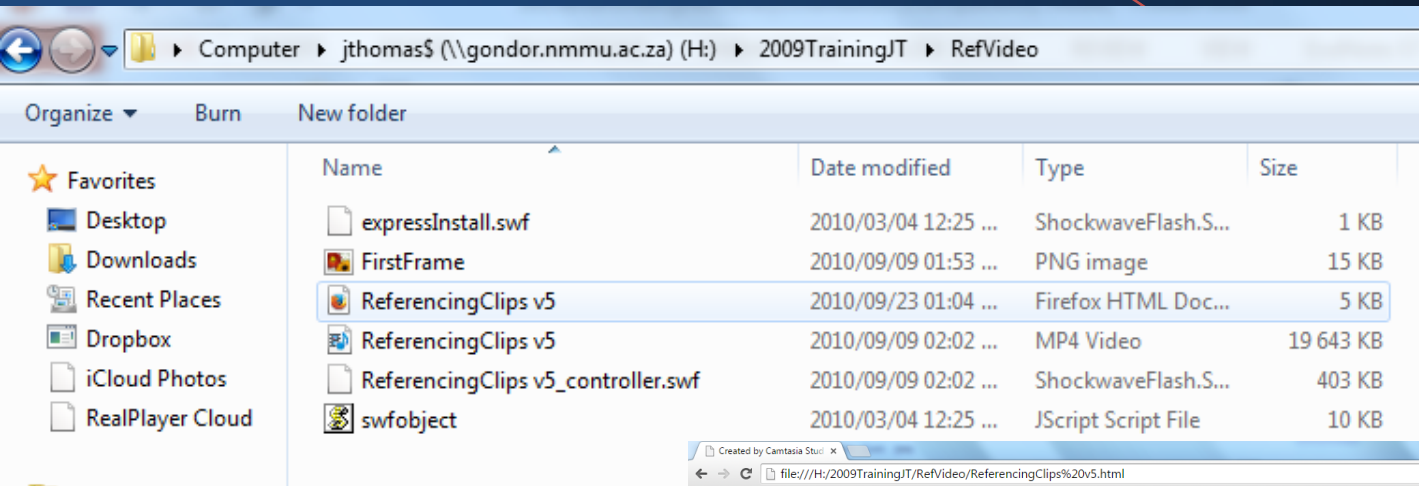 Computer ▸ jthomas$ (\\gondor.nmmu.ac.za) (H:) ▸ 2009TrainingJT ▸ RefVideo
Organize Burn New folder
Name Date modified Type Size
Favorites
Desktop
Downloads
Recent Places
Dropbox
iCloud Photos
RealPlayer Cloud
expressInstall.swf 2010/03/04 12:25 ... ShockwaveFlash.S... 1 KB
FirstFrame 2010/09/09 01:53 ... PNG image 15 KB
ReferencingClips v5 2010/09/23 01:04 ... Firefox HTML Doc... 5 KB
ReferencingClips v5 2010/09/09 02:02 ... MP4 Video 19 643 KB
ReferencingClips v5_controller.swf 2010/09/09 02:02 ... ShockwaveFlash.S... 403 KB
swfobject 2010/03/04 12:25 ... JScript Script File 10 KB
Created by Camtasia Stud
file:///H:/2009TrainingJT/RefVideo/ReferencingClips%20v5.html